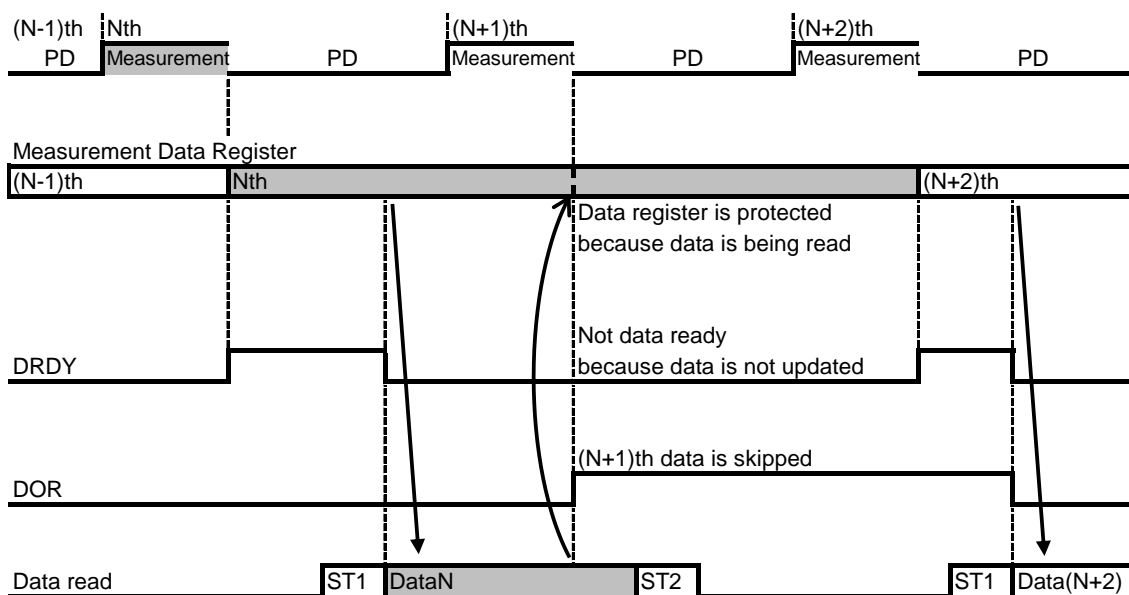 (N-1)th Nth (N+1)th (N+2)th
PD Measurement PD Measurement PD Measurement PD
Measurement Data Register
(N-1)th Nth (N+2)th
Data register is protected
because data is being read
Not data ready
DRDY because data is not updated
(N+1)th data is skipped
DOR
Data read ST1 DataN ST2 ST1 Data(N+2)